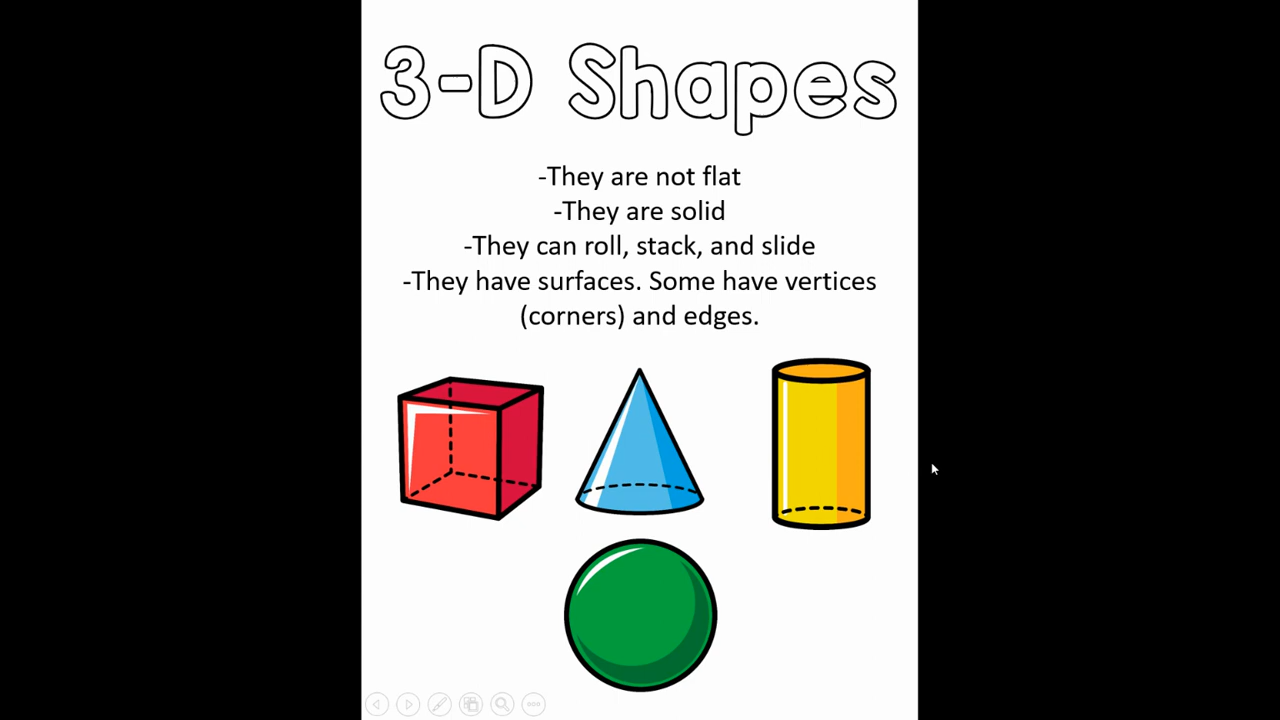 3-D Shapes
-They are not flat
-They are solid
-They can roll, stack, and slide
-They have surfaces. Some have vertices
(corners) and edges.